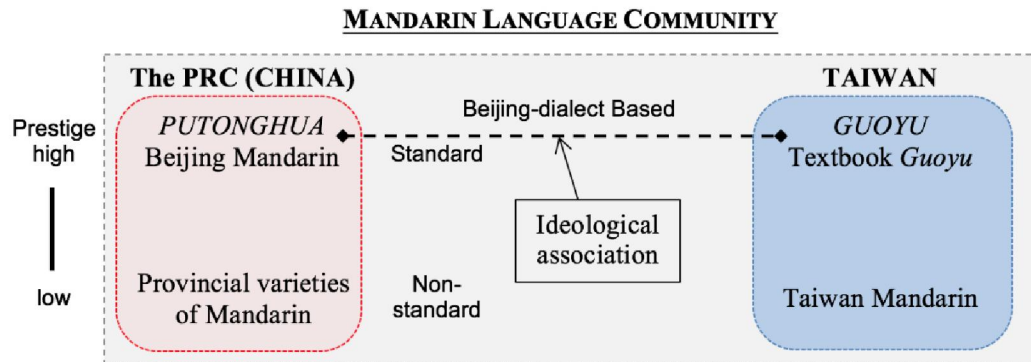 MANDARIN LANGUAGE COMMUNITY
The PRC (CHINA)
TAIWAN
Prestige
high
low
PUTONGHUA
Beijing Mandarin
Provincial varieties
of Mandarin
Beijing-dialect Based
Standard
Ideological
association
Non-
standard
GUOYU
Textbook Guoyu
Taiwan Mandarin